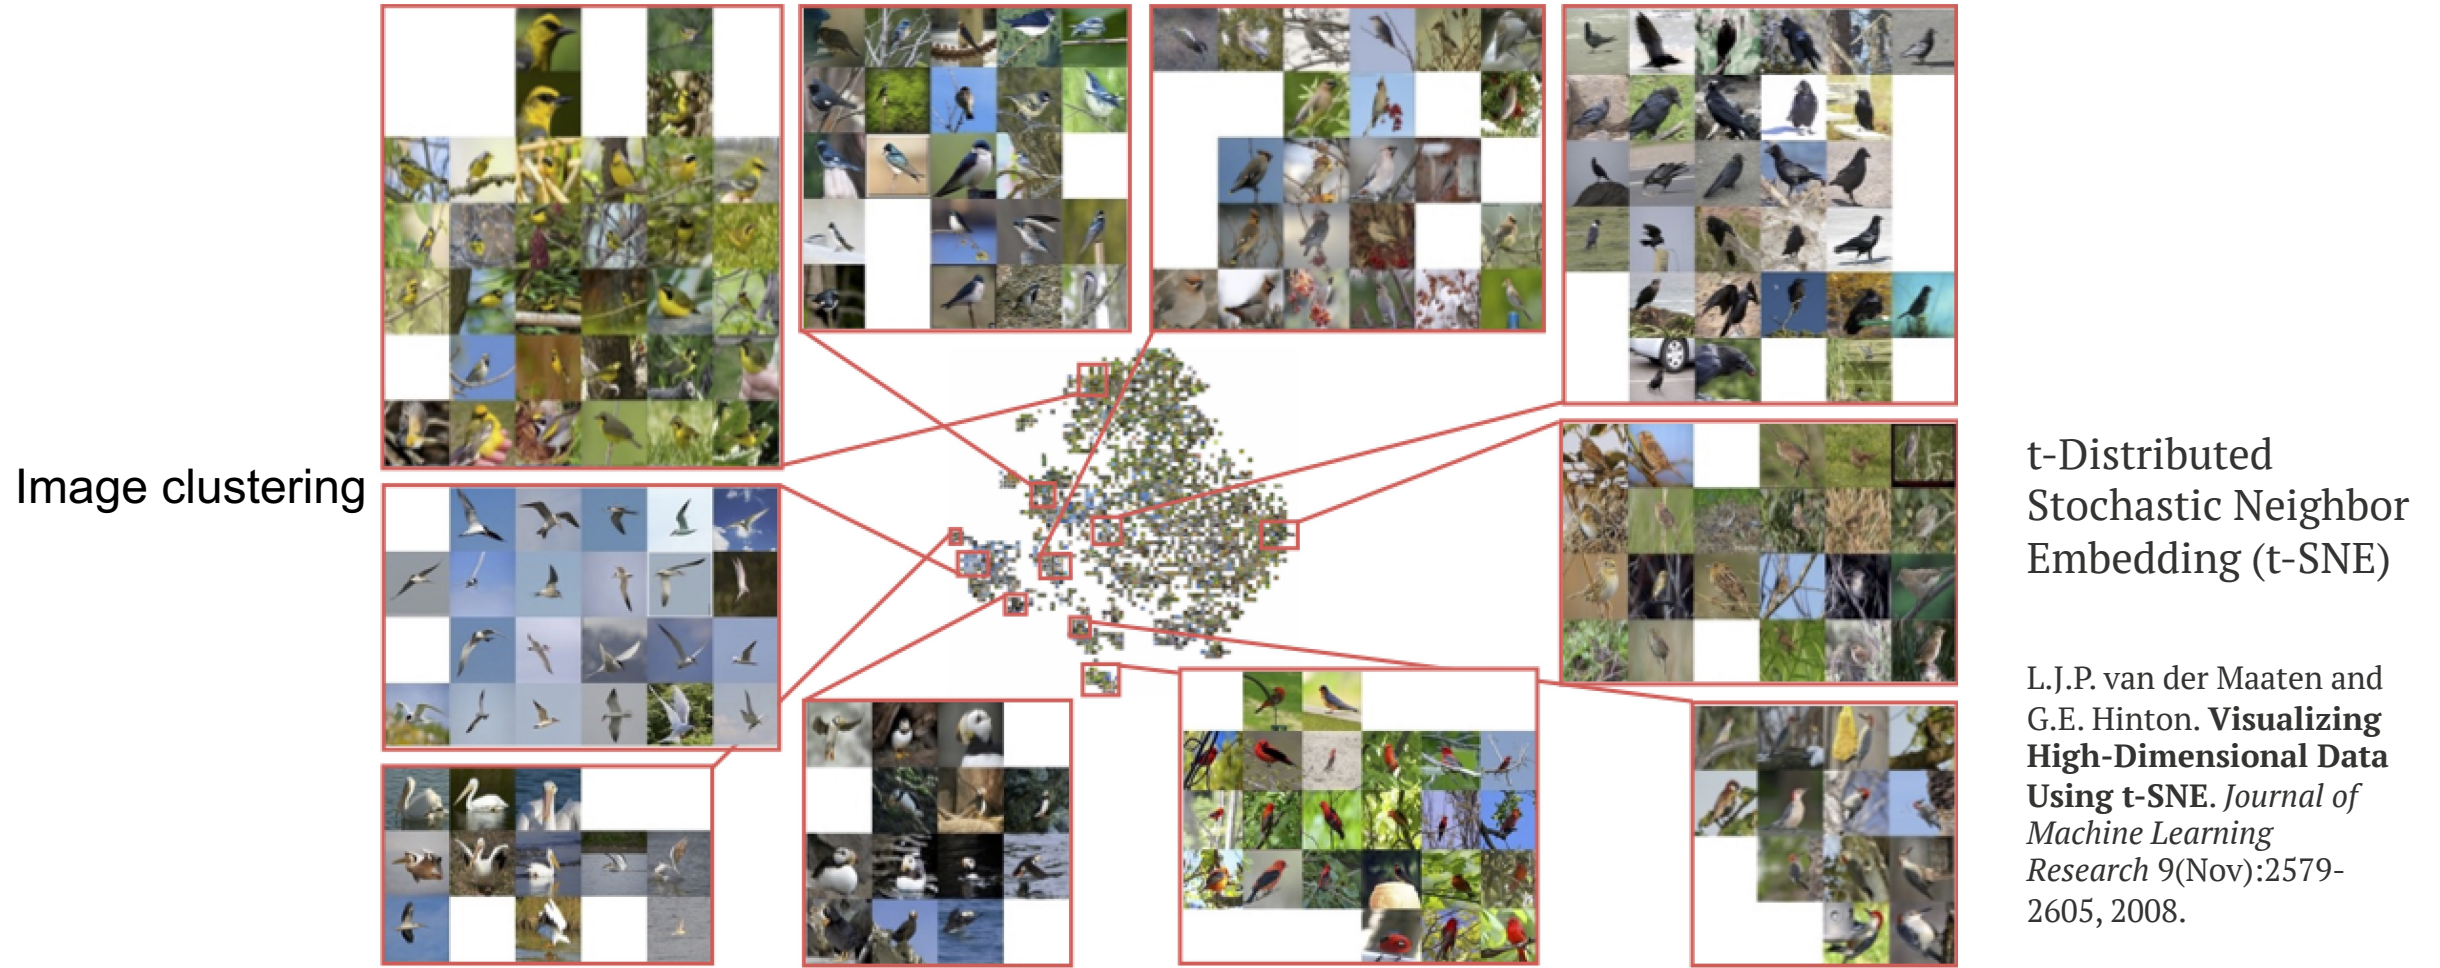 Image clustering
t-Distributed
Stochastic Neighbor
Embedding (t-SNE)
L.J.P. van der Maaten and
G.E. Hinton. Visualizing
High-Dimensional Data
Using t-SNE. Journal of
Machine Learning
Research 9(Nov):2579-
2605, 2008.